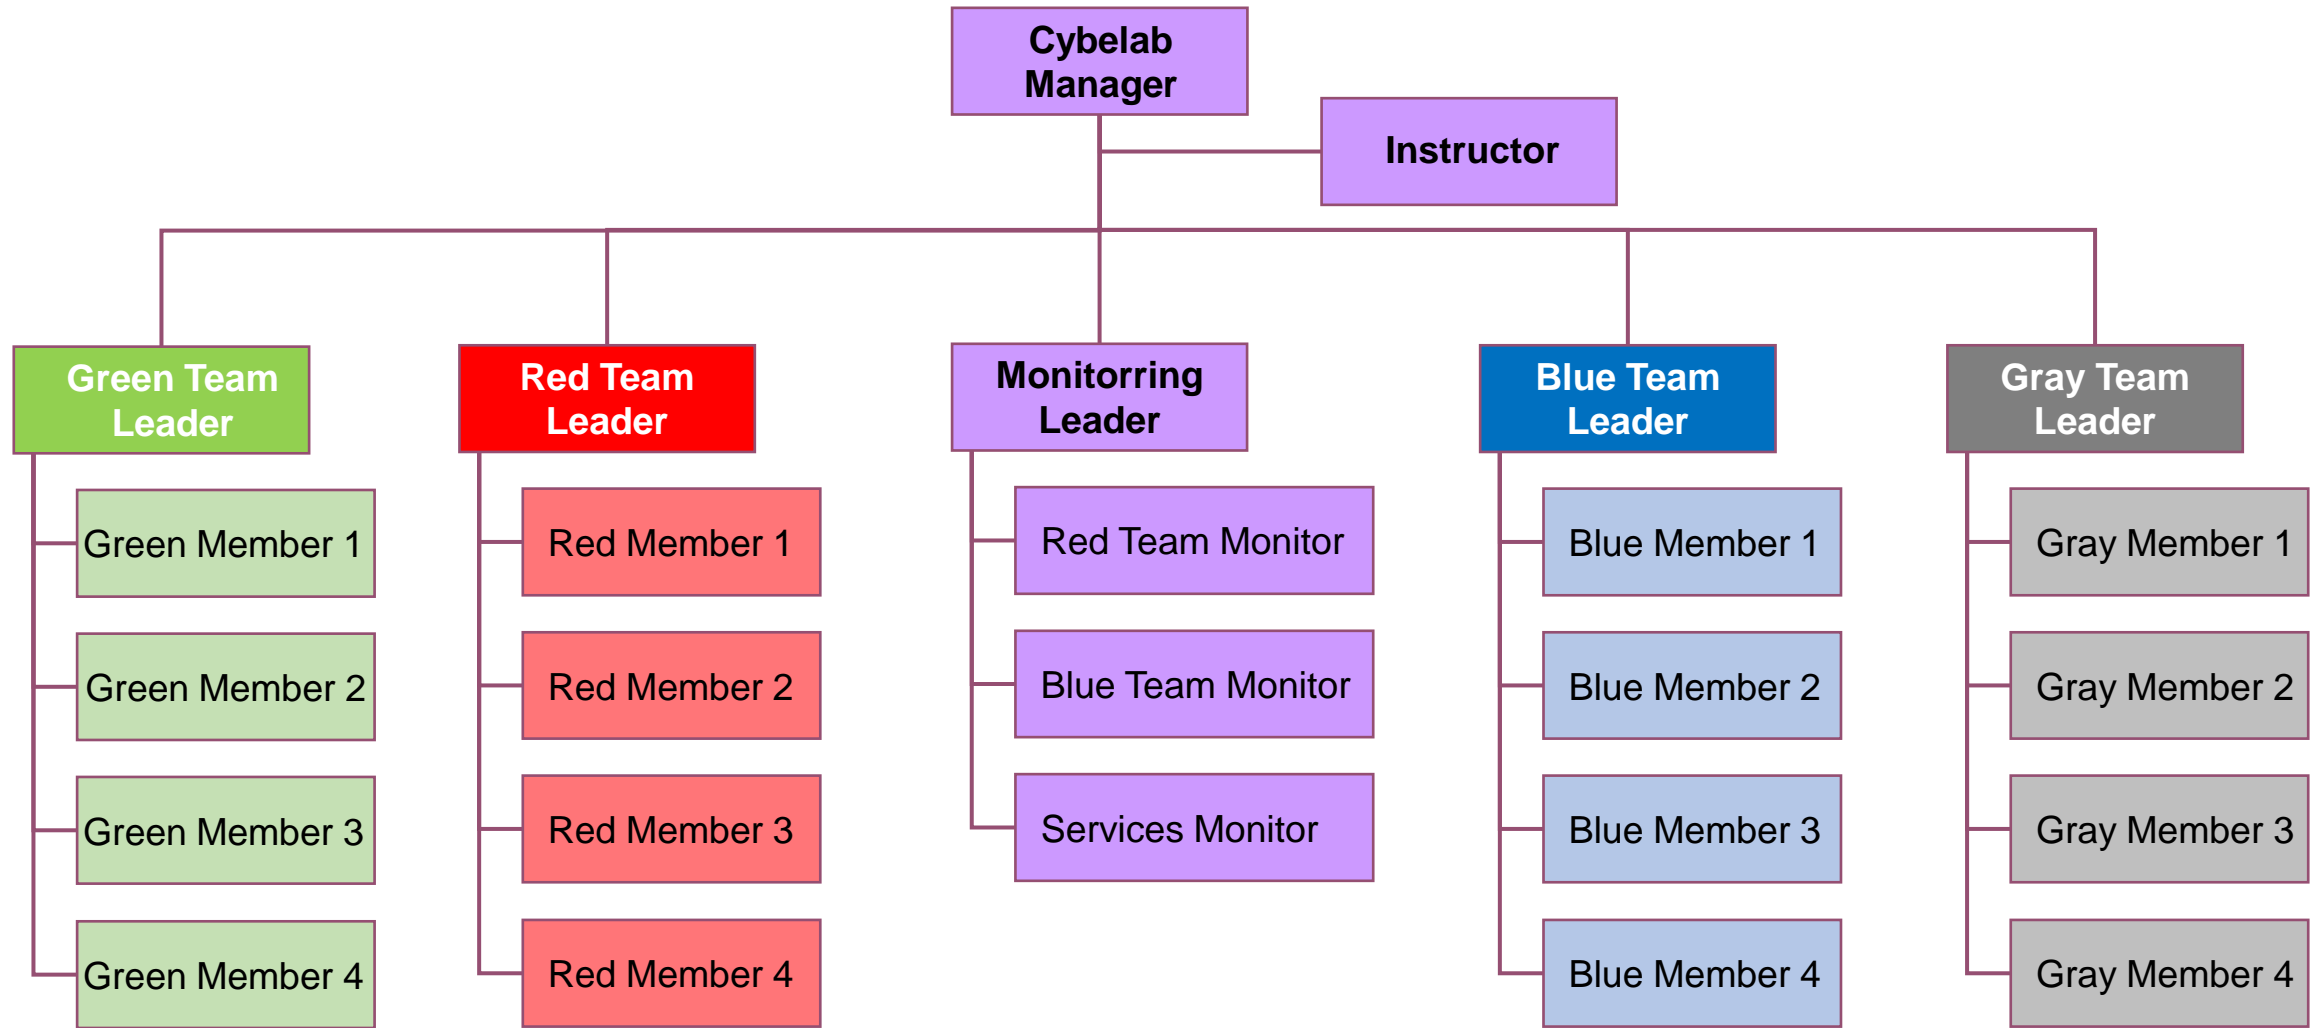 Cybelab
Manager
Instructor
Green Team
Leader
Green Member 1
Green Member 2
Green Member 3
Green Member 4
Red Team
Leader
Red Member 1
Red Member 2
Red Member 3
Red Member 4
Monitorring
Leader
Red Team Monitor
Blue Team Monitor
Services Monitor
Blue Team
Leader
Blue Member 1
Blue Member 2
Blue Member 3
Blue Member 4
Gray Team
Leader
Gray Member 1
Gray Member 2
Gray Member 3
Gray Member 4